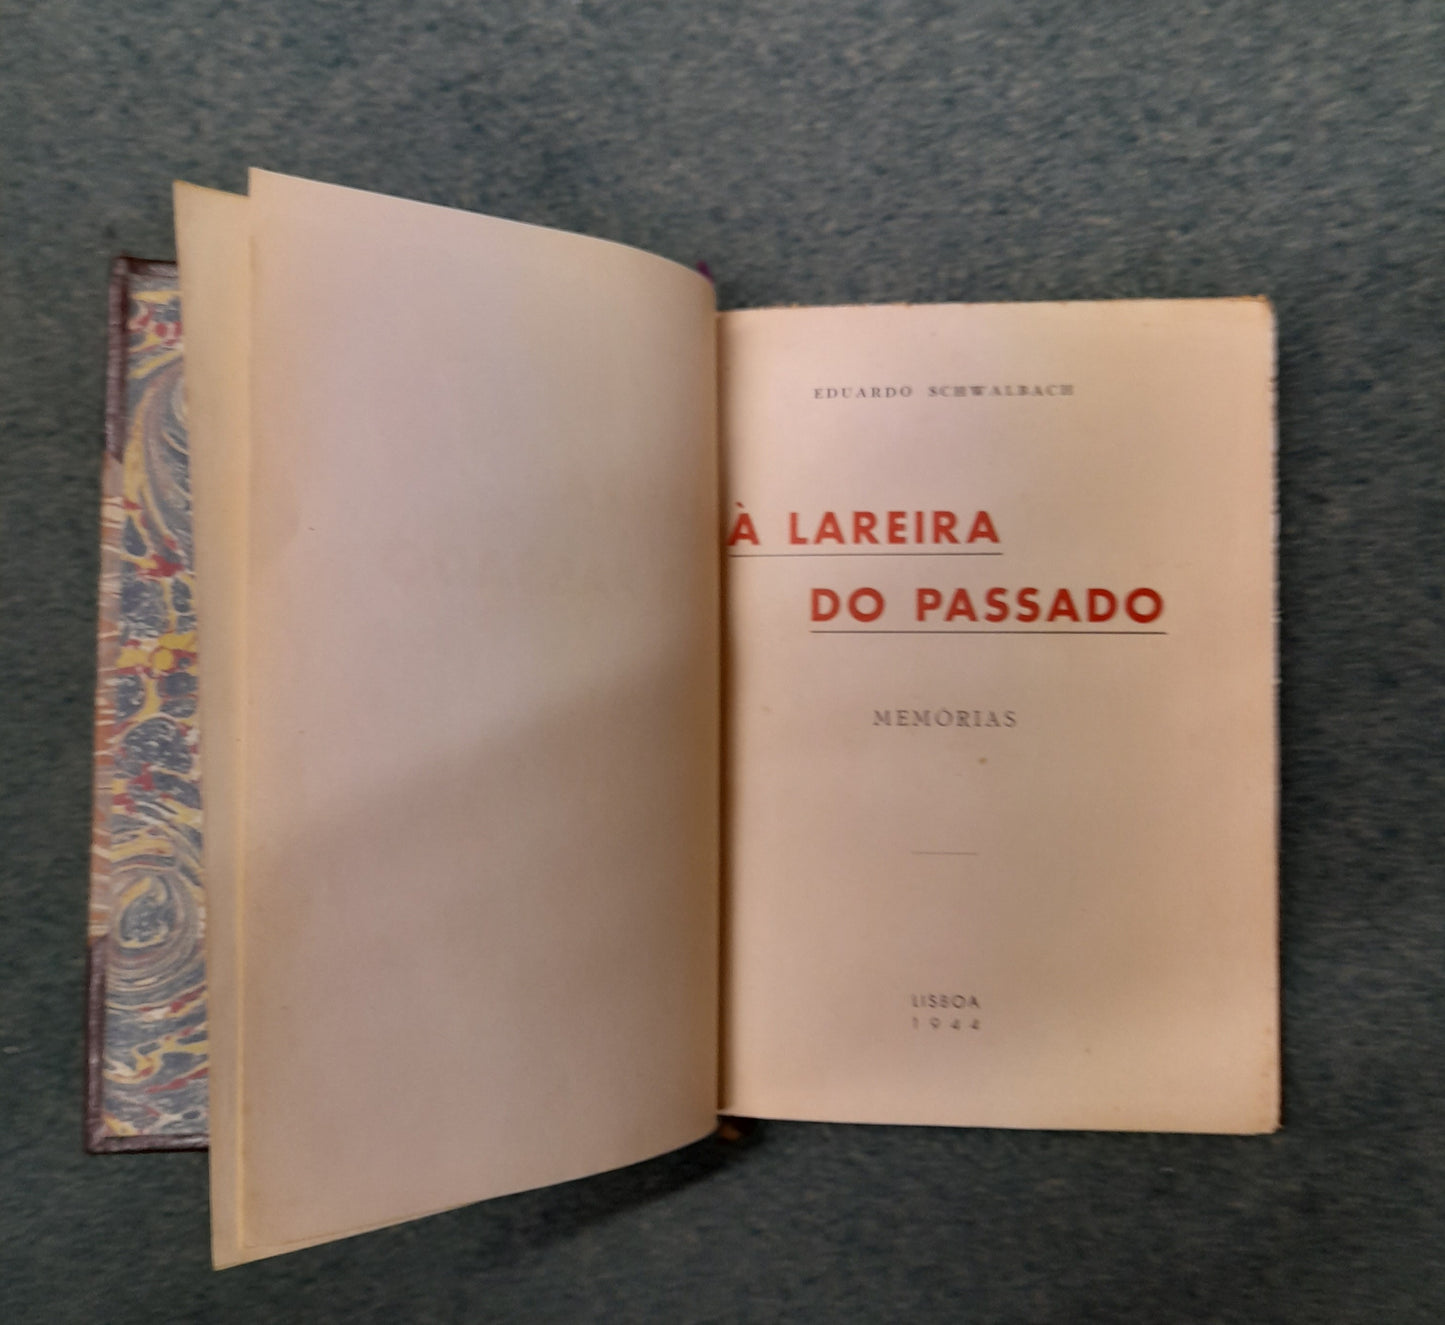 EDUARDO SCHWALBACH
À LAREIRA
DO PASSADO
MEMÓRIAS
LISBOA
1944